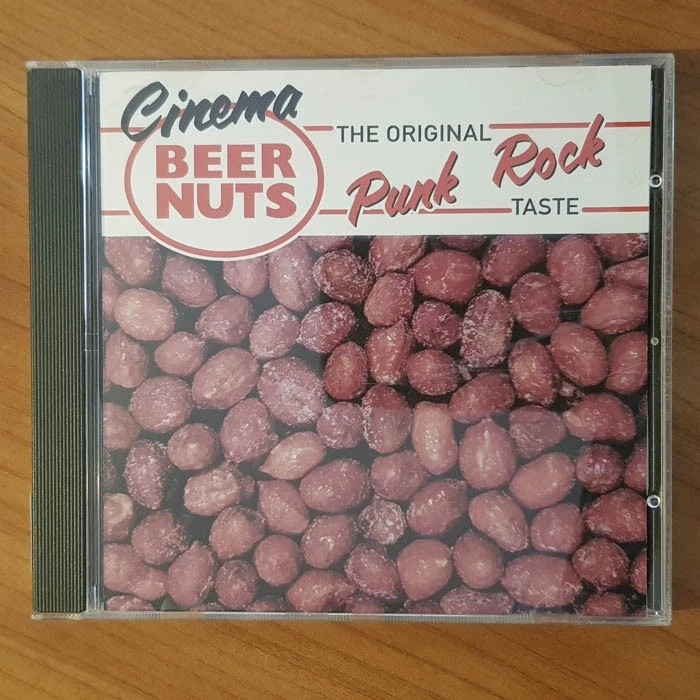 Cinema
BEER
NUTS
THE ORIGINAL
Punk Rock
TASTE